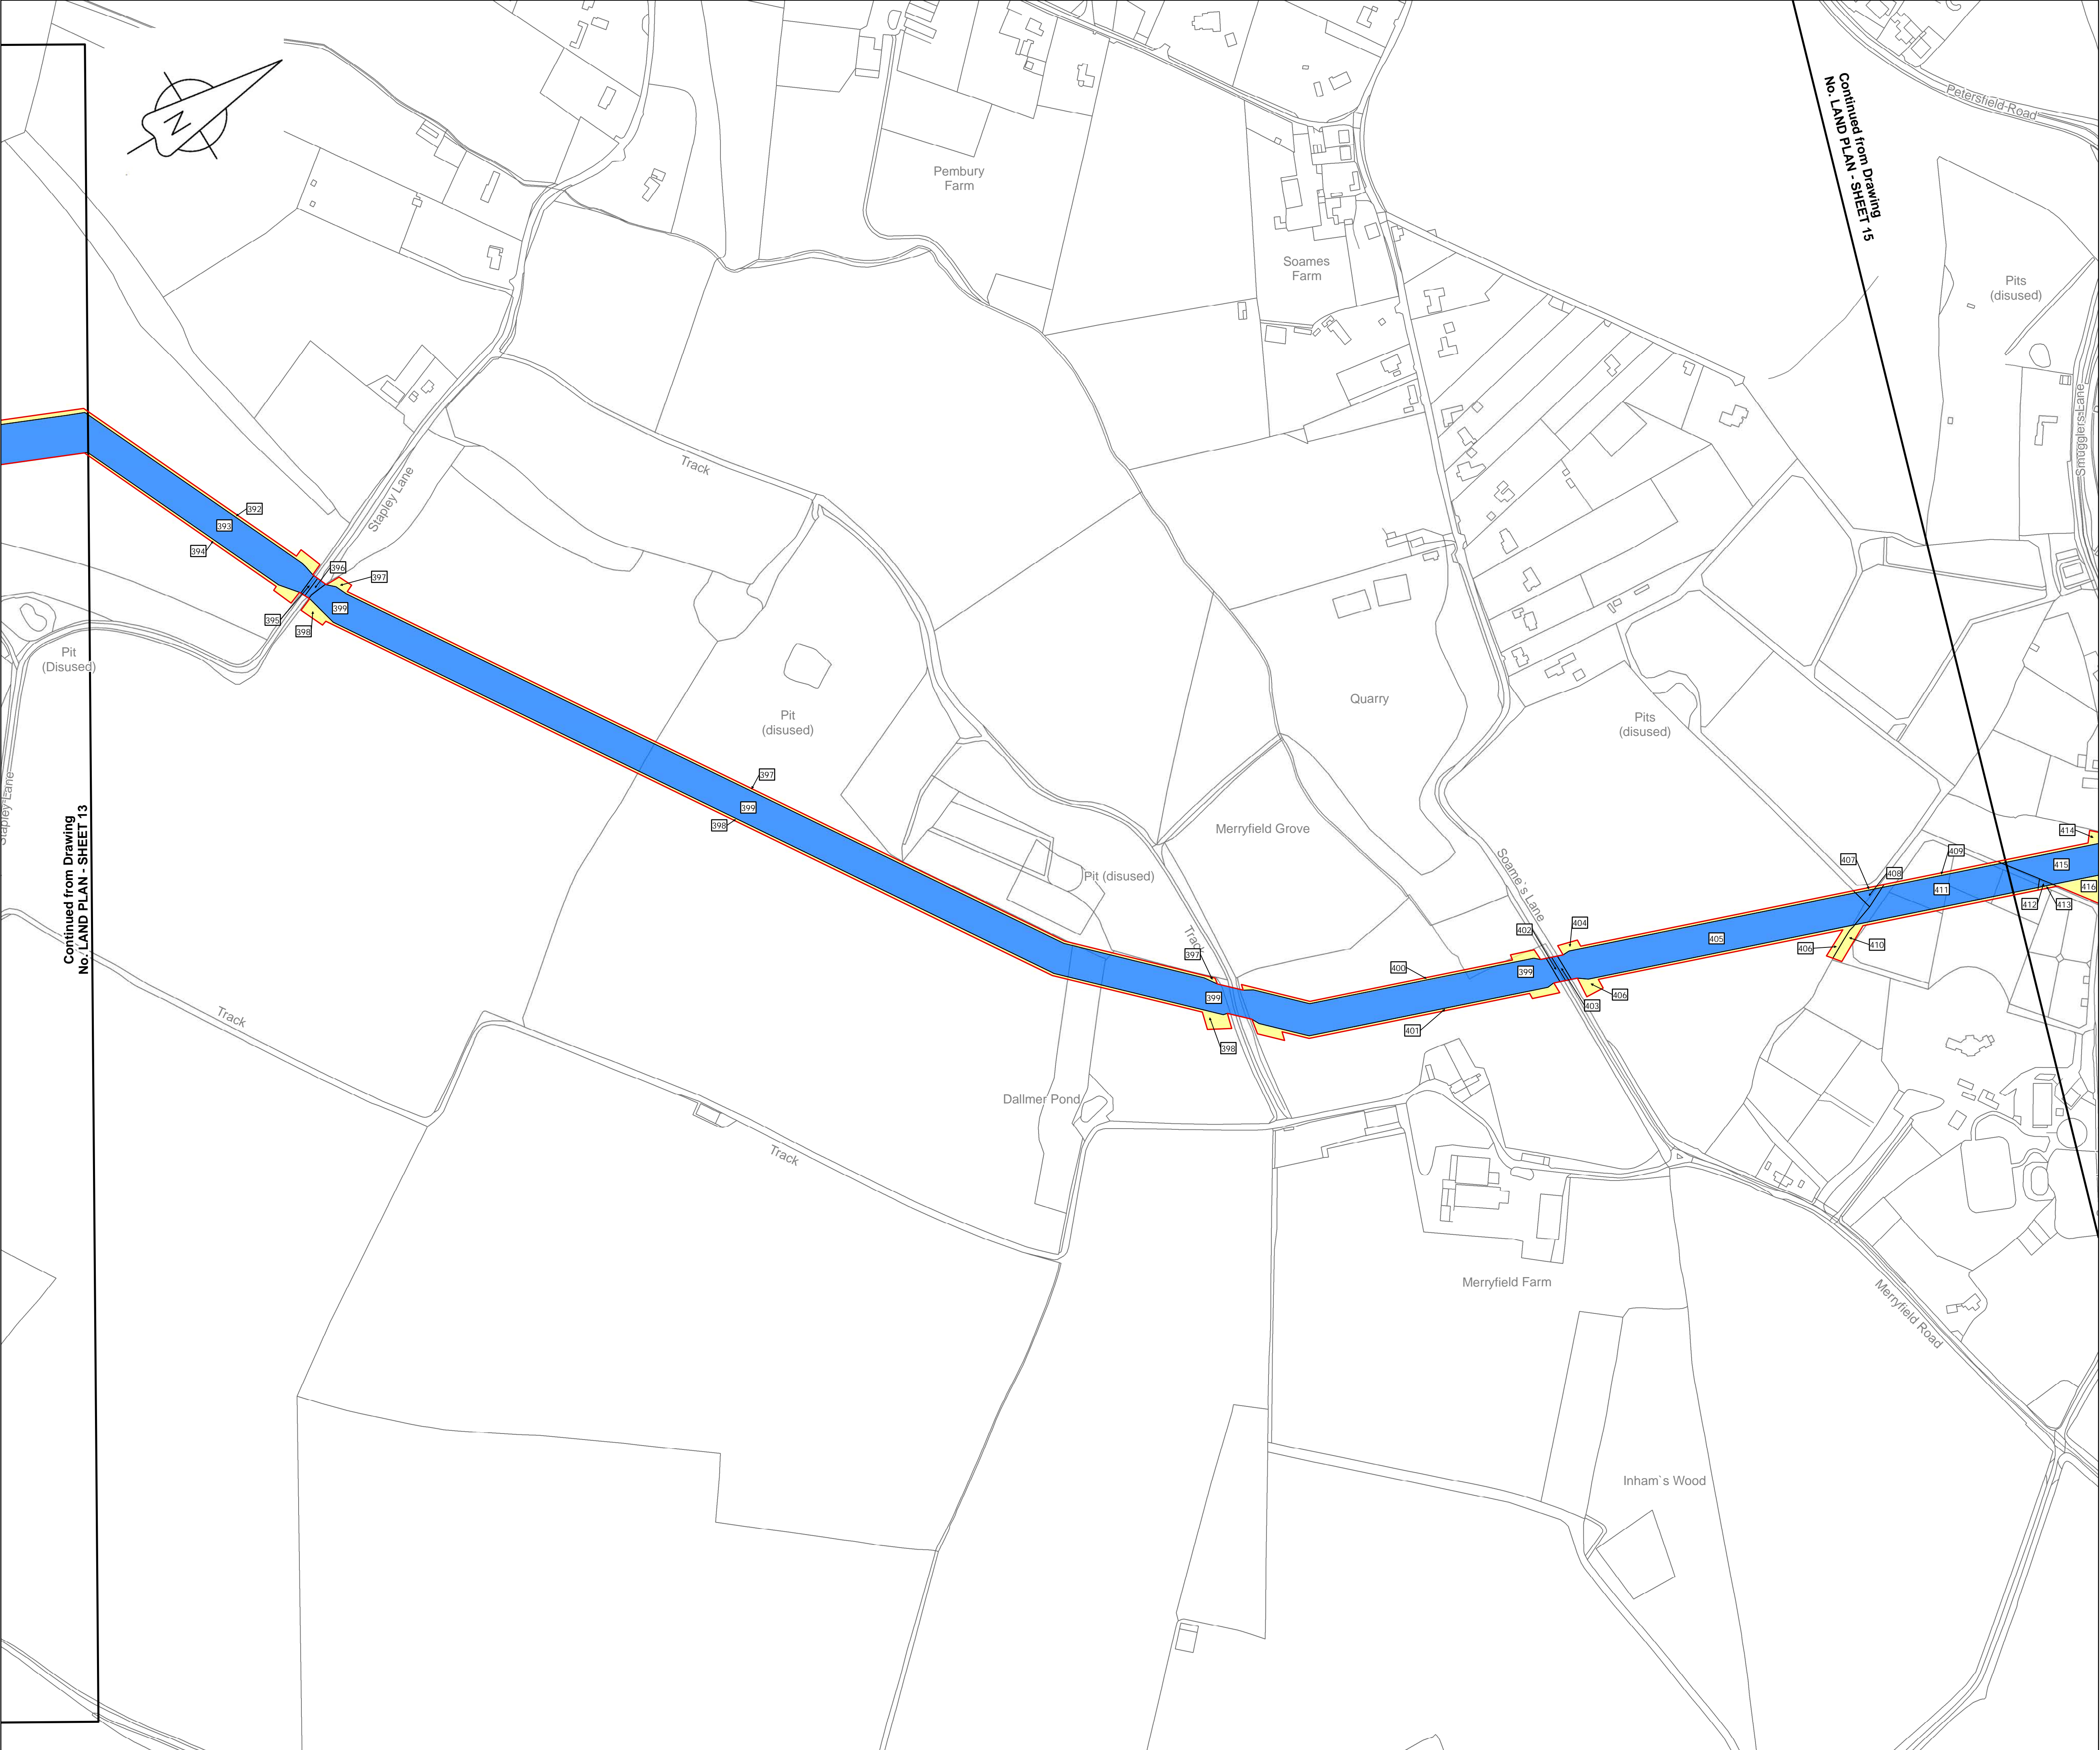 Continued from Drawing
No. LAND PLAN - SHEET 15
Petersfield Road
N
Pembury
Farm
Soames
Farm
Pits
(disused)
Smugglers Lane
Track
Stapley Lane
392
393
394
396
397
399
395
398
Pit
(Disused)
Quarry
Pit
(disused)
Pits
(disused)
397
399
398
Stapley Lane
Continued from Drawing
No. LAND PLAN - SHEET 13
Merryfield Grove
Pit (disused)
Soame`s Lane
414
407
409
408
415
411
416
412
413
Track
397
402
404
405
406
410
400
399
406
403
399
401
398
Track
Dallmer Pond
Track
Merryfield Farm
Merryfield Road
Inham`s Wood